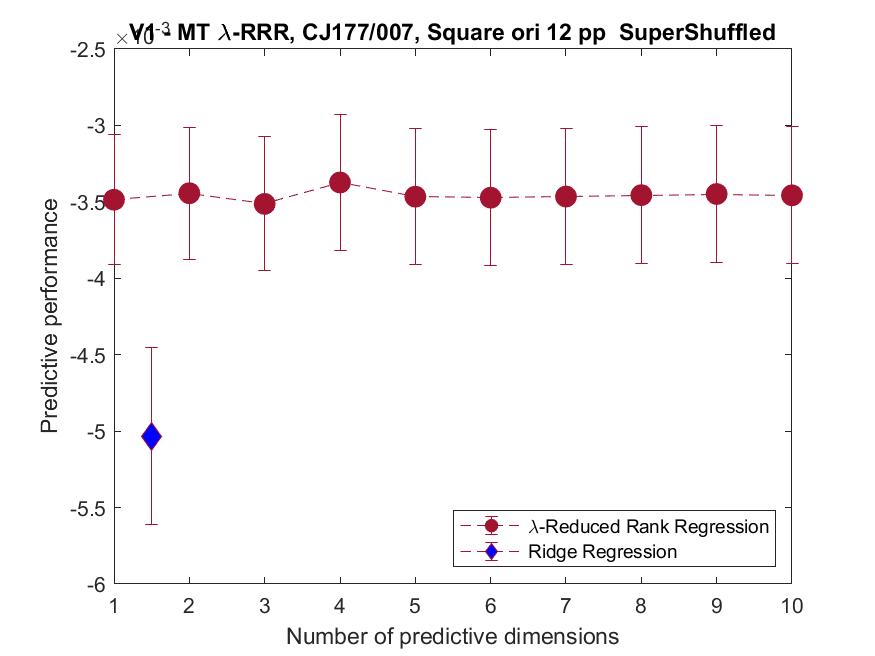 ×10-3
V1 - MT λ-RRR, CJ177/007, Square ori 12 pp  SuperShuffled
-2.5
-3
-3.5
-4
-4.5
-5
-5.5
-6
Predictive performance
λ-Reduced Rank Regression
Ridge Regression
1 2 3 4 5 6 7 8 9 10
Number of predictive dimensions